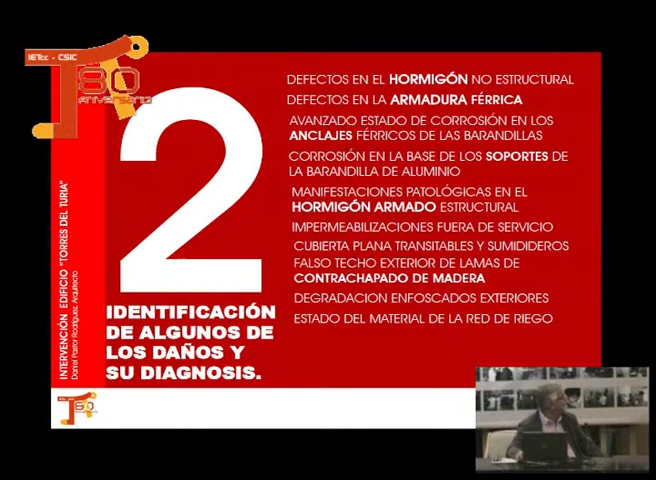 IETcc - CSIC
80
Aniversario
INTERVENCIÓN EDIFICIO "TORRES DEL TURIA"
Daniel Pastor Rodríguez. Arquitecto
2
IDENTIFICACIÓN
DE ALGUNOS DE
LOS DAÑOS Y
SU DIAGNOSIS.
DEFECTOS EN EL HORMIGÓN NO ESTRUCTURAL
DEFECTOS EN LA ARMADURA FÉRRICA
AVANZADO ESTADO DE CORROSIÓN EN LOS
ANCLAJES FÉRRICOS DE LAS BARANDILLAS
CORROSIÓN EN LA BASE DE LOS SOPORTES DE
LA BARANDILLA DE ALUMINIO
MANIFESTACIONES PATOLÓGICAS EN EL
HORMIGÓN ARMADO ESTRUCTURAL
IMPERMEABILIZACIONES FUERA DE SERVICIO
CUBIERTA PLANA TRANSITABLES Y SUMIDIDEROS
FALSO TECHO EXTERIOR DE LAMAS DE
CONTRACHAPADO DE MADERA
DEGRADACION ENFOSCADOS EXTERIORES
ESTADO DEL MATERIAL DE LA RED DE RIEGO
80